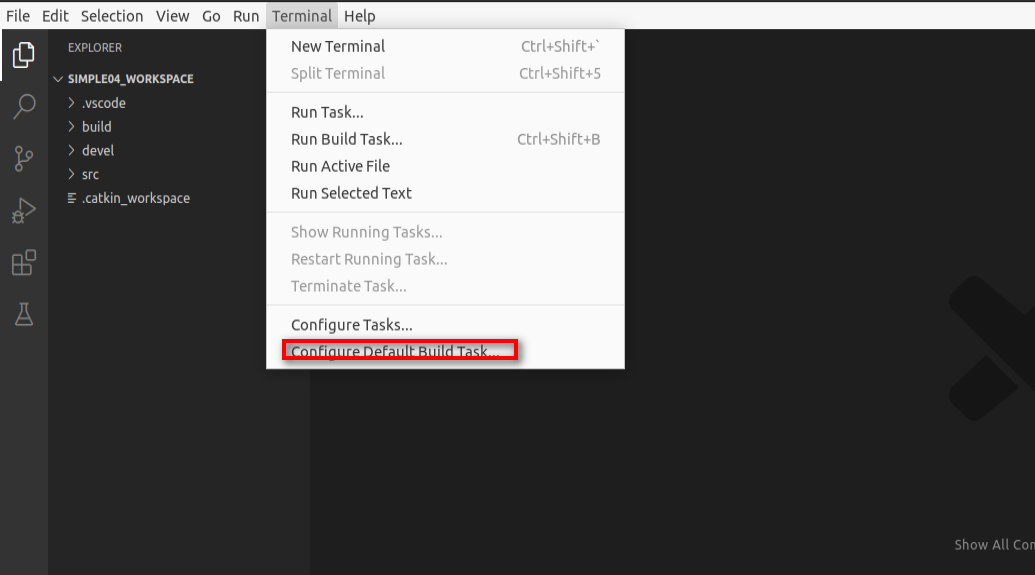 File Edit Selection View Go Run Terminal Help
EXPLORER
SIMPLE04_WORKSPACE
.vscode
build
devel
src
.catkin_workspace
New Terminal Ctrl+Shift+`
Split Terminal Ctrl+Shift+5
Run Task...
Run Build Task... Ctrl+Shift+B
Run Active File
Run Selected Text
Show Running Tasks...
Restart Running Task...
Terminate Task...
Configure Tasks...
Configure Default Build Task...
Show All Con